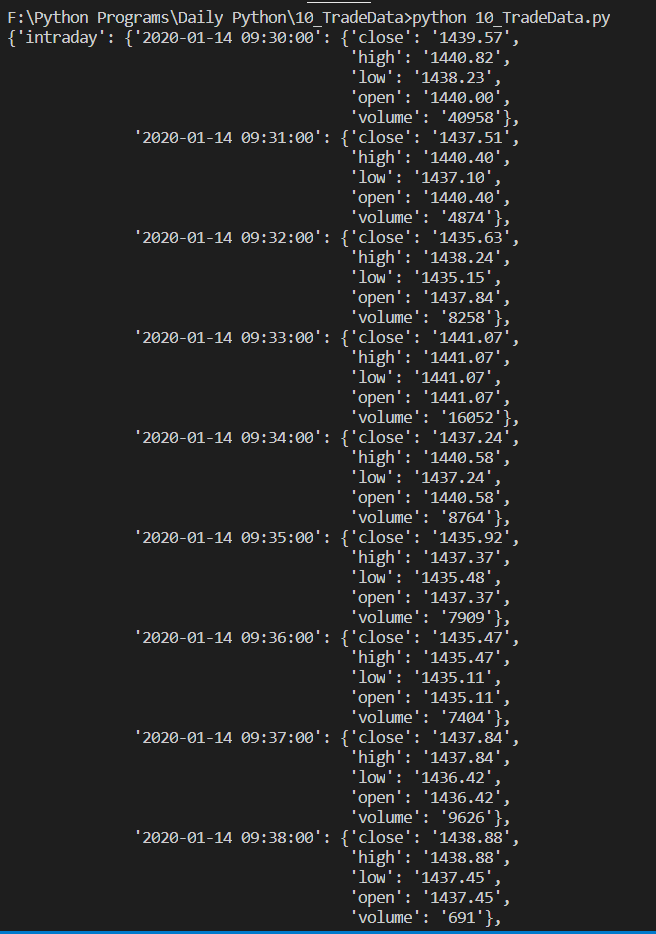 F:\Python Programs\Daily Python\10_TradeData>python 10_TradeData.py
{'intraday': {'2020-01-14 09:30:00': {'close': '1439.57',
'high': '1440.82',
'low': '1438.23',
'open': '1440.00',
'volume': '40958'},
'2020-01-14 09:31:00': {'close': '1437.51',
'high': '1440.40',
'low': '1437.10',
'open': '1440.40',
'volume': '4874'},
'2020-01-14 09:32:00': {'close': '1435.63',
'high': '1438.24',
'low': '1435.15',
'open': '1437.84',
'volume': '8258'},
'2020-01-14 09:33:00': {'close': '1441.07',
'high': '1441.07',
'low': '1441.07',
'open': '1441.07',
'volume': '16052'},
'2020-01-14 09:34:00': {'close': '1437.24',
'high': '1440.58',
'low': '1437.24',
'open': '1440.58',
'volume': '8764'},
'2020-01-14 09:35:00': {'close': '1435.92',
'high': '1437.37',
'low': '1435.48',
'open': '1437.37',
'volume': '7909'},
'2020-01-14 09:36:00': {'close': '1435.47',
'high': '1435.47',
'low': '1435.11',
'open': '1435.11',
'volume': '7404'},
'2020-01-14 09:37:00': {'close': '1437.84',
'high': '1437.84',
'low': '1436.42',
'open': '1436.42',
'volume': '9626'},
'2020-01-14 09:38:00': {'close': '1438.88',
'high': '1438.88',
'low': '1437.45',
'open': '1437.45',
'volume': '691'},